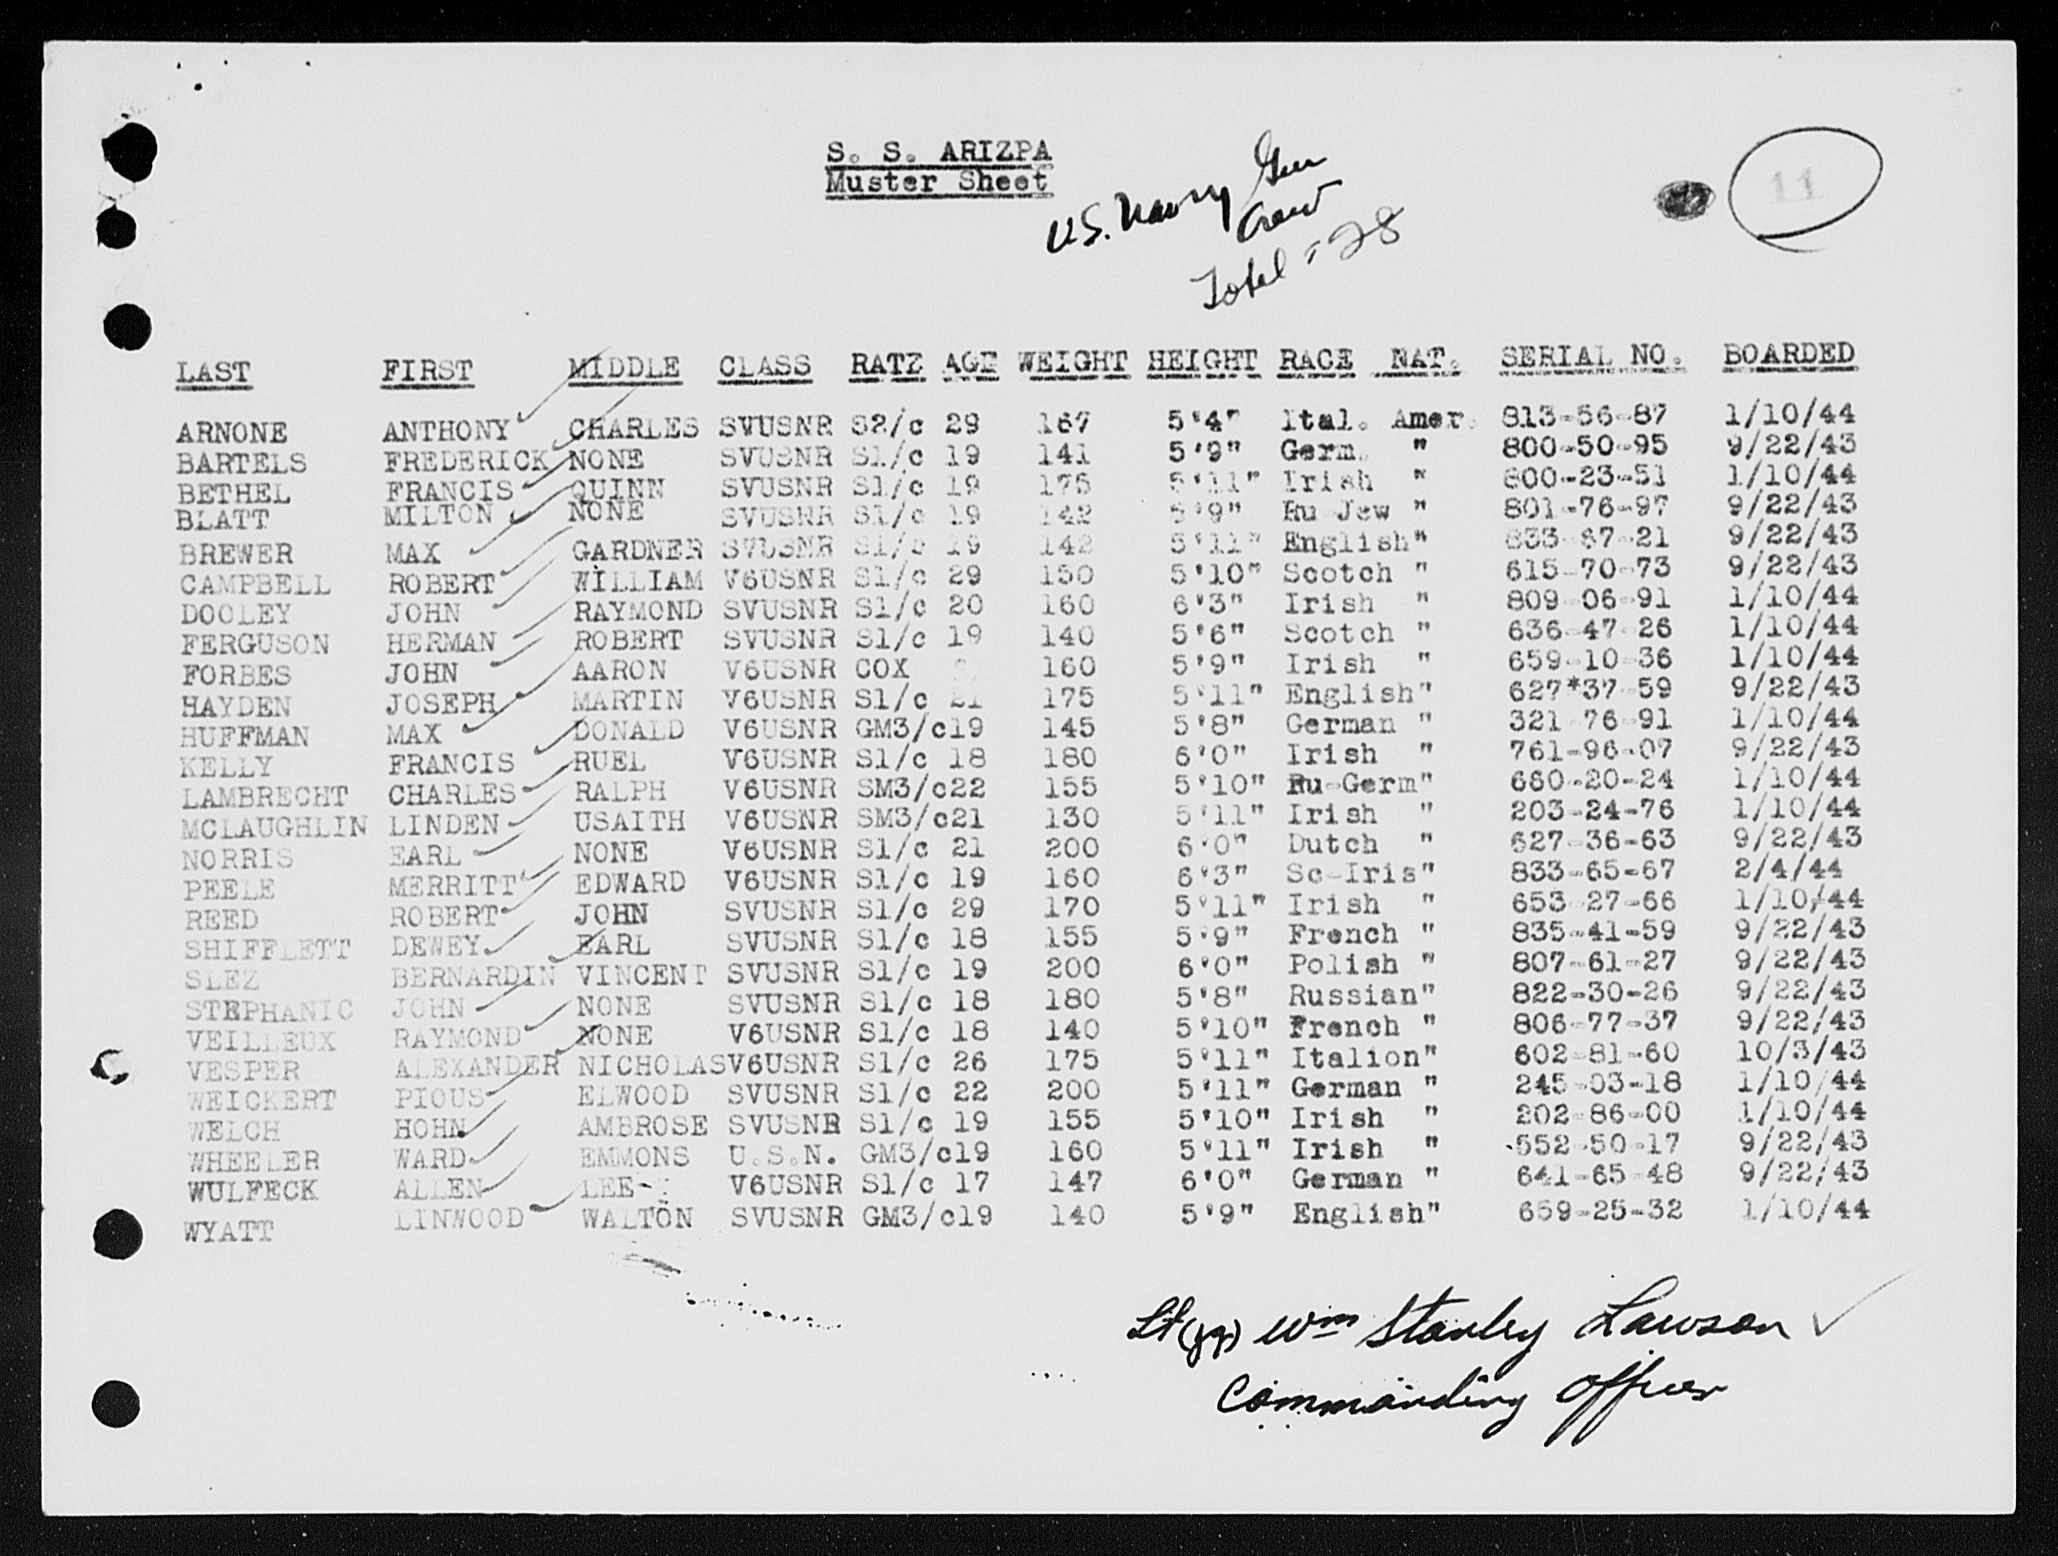 S. S. ARIZPA
Muster Sheet
U.S. Navy Gun
Crew
Total = 28
11
LAST FIRST MIDDLE CLASS RATE AGE WEIGHT HEIGHT RACE NAT. SERIAL NO. BOARDED
ARNONE ANTHONY CHARLES SVUSNR S2/c 29 167 5'4" Ital. Amer. 813-56-87 1/10/44
BARTELS FREDERICK NONE SVUSNR S1/c 19 141 5'9" Germ. " 800-50-95 9/22/43
BETHEL FRANCIS QUINN SVUSNR S1/c 19 175 5'11" Irish " 600-23-51 1/10/44
BLATT MILTON NONE SVUSNR S1/c 19 142 5'9" Ru Jew " 801-76-97 9/22/43
BREWER MAX GARDNER SVUSNR S1/c 19 142 5'11" English" 833-67-21 9/22/43
CAMPBELL ROBERT WILLIAM V6USNR S1/c 29 150 5'10" Scotch " 615-70-73 9/22/43
DOOLEY JOHN RAYMOND SVUSNR S1/c 20 160 6'3" Irish " 809-06-91 1/10/44
FERGUSON HERMAN ROBERT SVUSNR S1/c 19 140 5'6" Scotch " 636-47-26 1/10/44
FORBES JOHN AARON V6USNR COX 160 5'9" Irish " 659-10-36 1/10/44
HAYDEN JOSEPH MARTIN V6USNR S1/c 21 175 5'11" English" 627*37-59 9/22/43
HUFFMAN MAX DONALD V6USNR GM3/c19 145 5'8" German " 321-76-91 1/10/44
KELLY FRANCIS RUEL V6USNR S1/c 18 180 6'0" Irish " 761-96-07 9/22/43
LAMBRECHT CHARLES RALPH V6USNR SM3/c22 155 5'10" Ru-Germ" 660-20-24 1/10/44
MCLAUGHLIN LINDEN USAITH V6USNR SM3/c21 130 5'11" Irish " 203-24-76 1/10/44
NORRIS EARL NONE V6USNR S1/c 21 200 6'0" Dutch " 627-36-63 9/22/43
PEELE MERRITT EDWARD V6USNR S1/c 19 160 6'3" Sc-Iris" 833-65-67 2/4/44
REED ROBERT JOHN SVUSNR S1/c 29 170 5'11" Irish " 653-27-66 1/10/44
SHIFFLETT DEWEY EARL SVUSNR S1/c 18 155 5'9" French " 835-41-59 9/22/43
SLEZ BERNARDIN VINCENT SVUSNR S1/c 19 200 6'0" Polish " 807-61-27 9/22/43
STEPHANIC JOHN NONE SVUSNR S1/c 18 180 5'8" Russian" 822-30-26 9/22/43
VEILLEUX RAYMOND NONE V6USNR S1/c 18 140 5'10" French " 806-77-37 9/22/43
VESPER ALEXANDER NICHOLASV6USNR S1/c 26 175 5'11" Italion" 602-81-60 10/3/43
WEICKERT PIOUS ELWOOD SVUSNR S1/c 22 200 5'11" German " 245-03-18 1/10/44
WELCH HOHN AMBROSE SVUSNR S1/c 19 155 5'10" Irish " 202-86-00 1/10/44
WHEELER WARD EMMONS U.S.N. GM3/c19 160 5'11" Irish " 552-50-17 9/22/43
WULFECK ALLEN LEE V6USNR S1/c 17 147 6'0" German " 641-65-48 9/22/43
WYATT LINWOOD WALTON SVUSNR GM3/c19 140 5'9" English" 659-25-32 1/10/44
Lt(jg) Wm Stanley Lawson
Commanding Officer